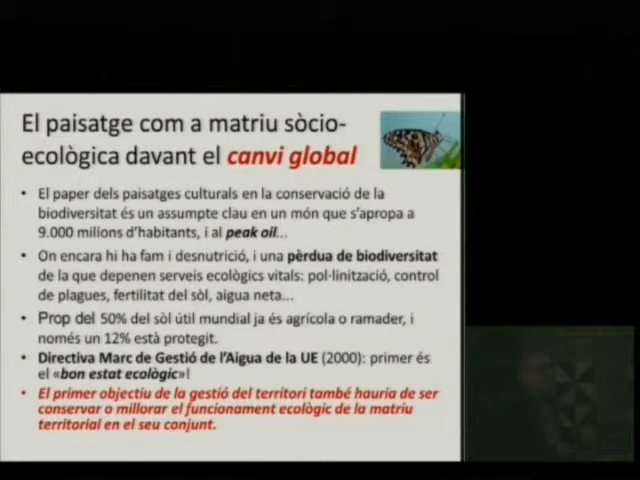 El paisatge com a matriu sòcio-
ecològica davant el canvi global
• El paper dels paisatges culturals en la conservació de la
biodiversitat és un assumpte clau en un món que s'apropa a
9.000 milions d'habitants, i al peak oil...
• On encara hi ha fam i desnutrició, i una pèrdua de biodiversitat
de la que depenen serveis ecològics vitals: pol·linització, control
de plagues, fertilitat del sòl, aigua neta...
• Prop del 50% del sòl útil mundial ja és agrícola o ramader, i
només un 12% està protegit.
• Directiva Marc de Gestió de l'Aigua de la UE (2000): primer és
el «bon estat ecològic»!
• El primer objectiu de la gestió del territori també hauria de ser
conservar o millorar el funcionament ecològic de la matriu
territorial en el seu conjunt.